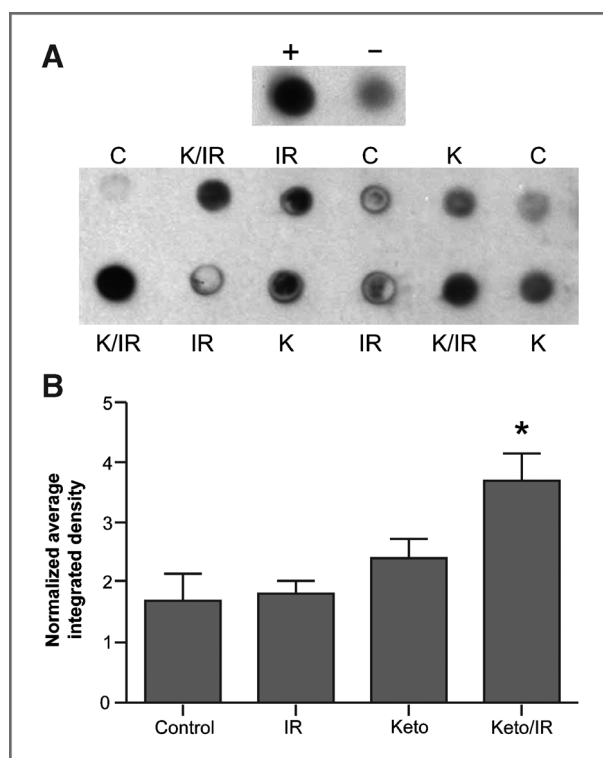 A
+ −
C K/IR IR C K C
K/IR IR K IR K/IR K
B
5
4
3
2
1
0
Normalized average
integrated density
*
Control IR Keto Keto/IR